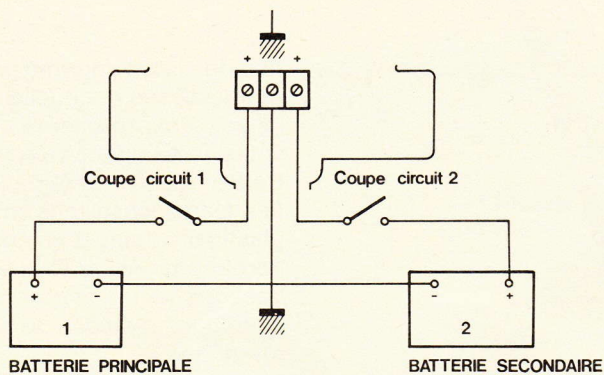 + +
Coupe circuit 1 Coupe circuit 2
+ - - +
1 2
BATTERIE PRINCIPALE BATTERIE SECONDAIRE